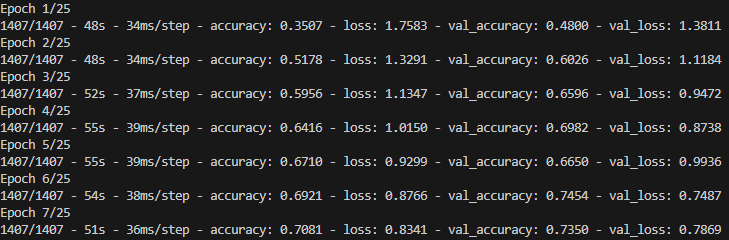 Epoch 1/25
1407/1407 - 48s - 34ms/step - accuracy: 0.3507 - loss: 1.7583 - val_accuracy: 0.4800 - val_loss: 1.3811
Epoch 2/25
1407/1407 - 48s - 34ms/step - accuracy: 0.5178 - loss: 1.3291 - val_accuracy: 0.6026 - val_loss: 1.1184
Epoch 3/25
1407/1407 - 52s - 37ms/step - accuracy: 0.5956 - loss: 1.1347 - val_accuracy: 0.6596 - val_loss: 0.9472
Epoch 4/25
1407/1407 - 55s - 39ms/step - accuracy: 0.6416 - loss: 1.0150 - val_accuracy: 0.6982 - val_loss: 0.8738
Epoch 5/25
1407/1407 - 55s - 39ms/step - accuracy: 0.6710 - loss: 0.9299 - val_accuracy: 0.6650 - val_loss: 0.9936
Epoch 6/25
1407/1407 - 54s - 38ms/step - accuracy: 0.6921 - loss: 0.8766 - val_accuracy: 0.7454 - val_loss: 0.7487
Epoch 7/25
1407/1407 - 51s - 36ms/step - accuracy: 0.7081 - loss: 0.8341 - val_accuracy: 0.7350 - val_loss: 0.7869